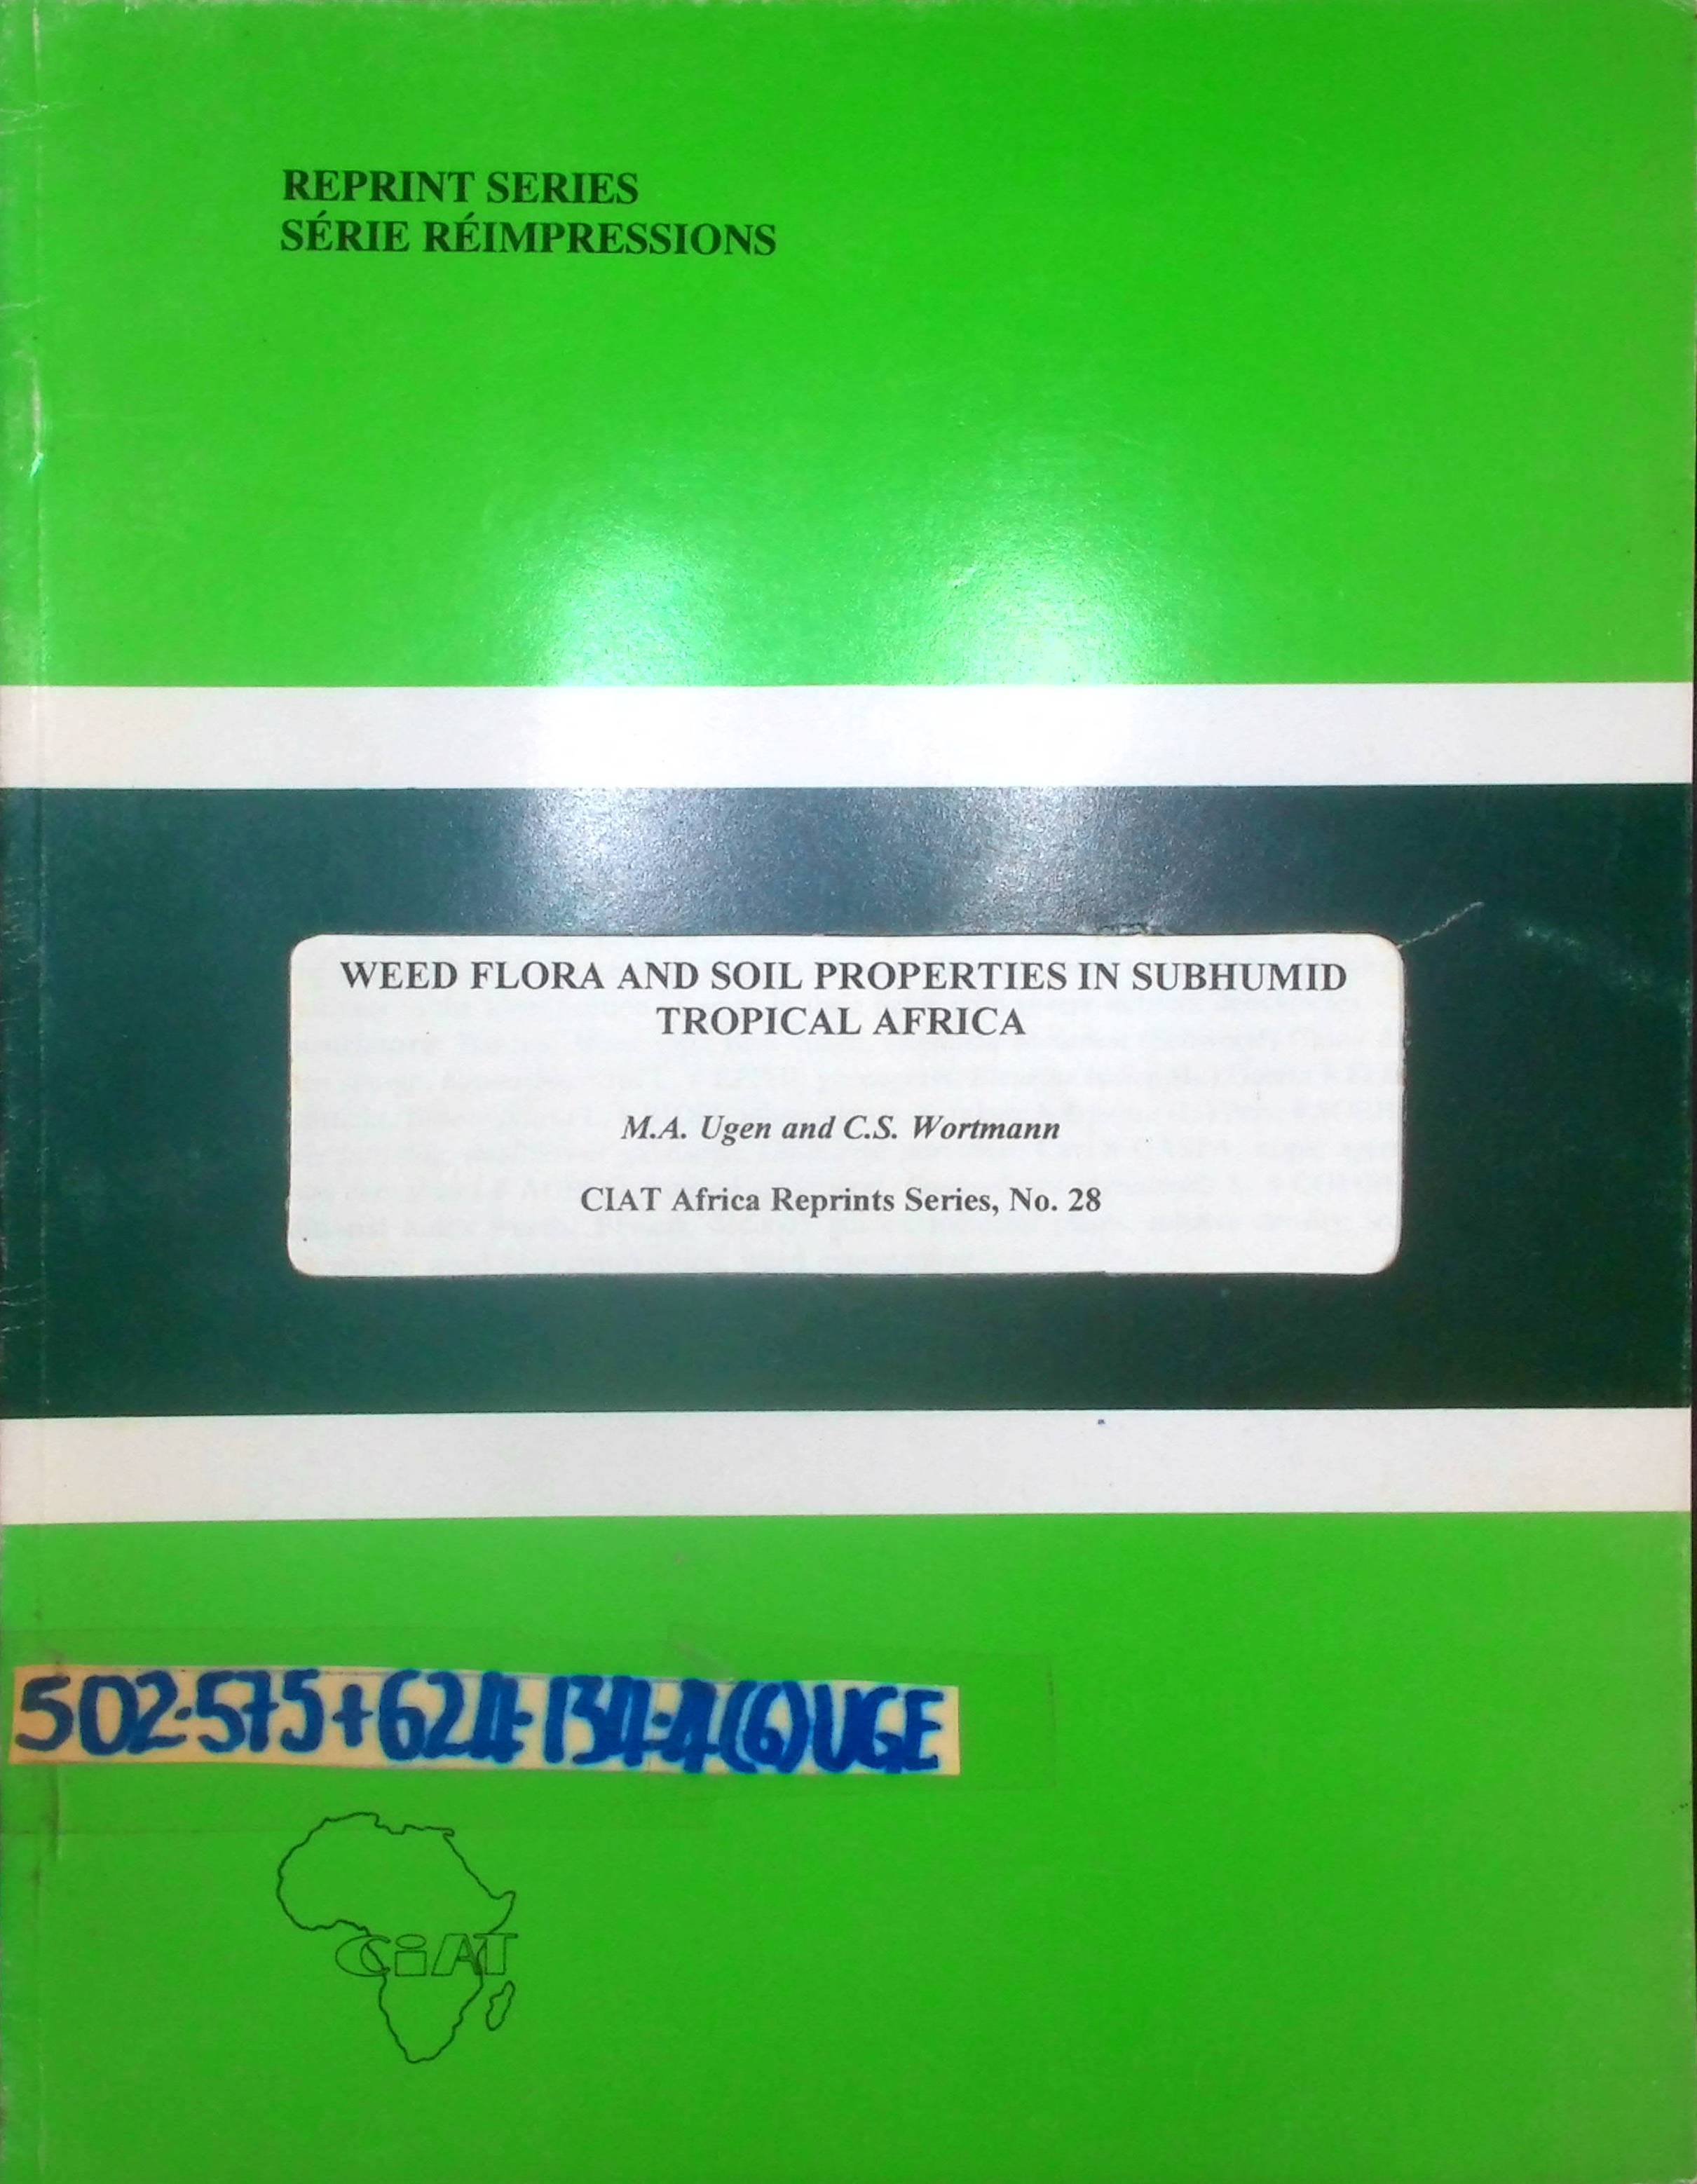 REPRINT SERIES
SÉRIE RÉIMPRESSIONS
WEED FLORA AND SOIL PROPERTIES IN SUBHUMID
TROPICAL AFRICA
M.A. Ugen and C.S. Wortmann
CIAT Africa Reprints Series, No. 28
502.575+624.134.4(6)UGE
CiAT